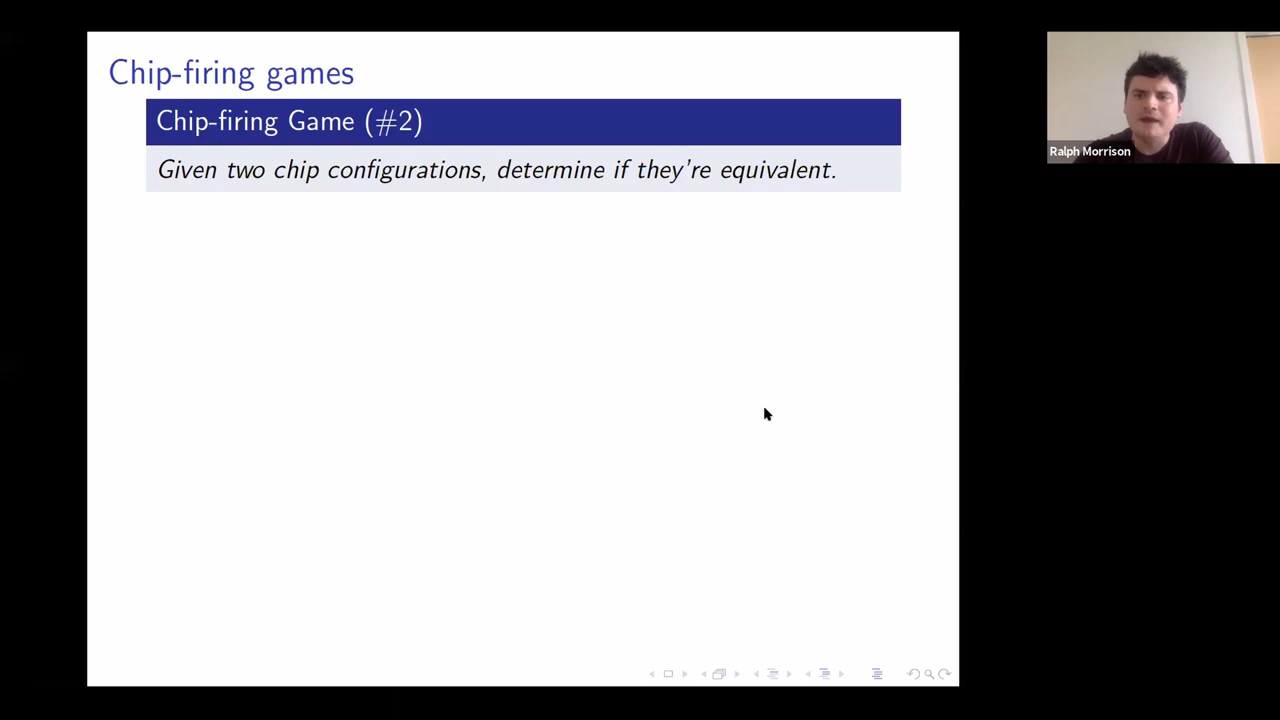 Chip-firing games
Chip-firing Game (#2)
Given two chip configurations, determine if they're equivalent.
Ralph Morrison